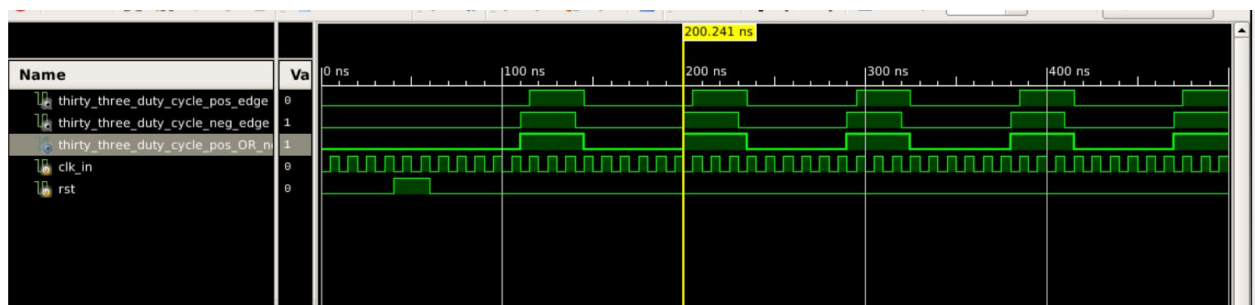 200.241 ns
Name Va 0 ns 100 ns 200 ns 300 ns 400 ns
thirty_three_duty_cycle_pos_edge 0
thirty_three_duty_cycle_neg_edge 1
thirty_three_duty_cycle_pos_OR_n 1
clk_in 0
rst 0